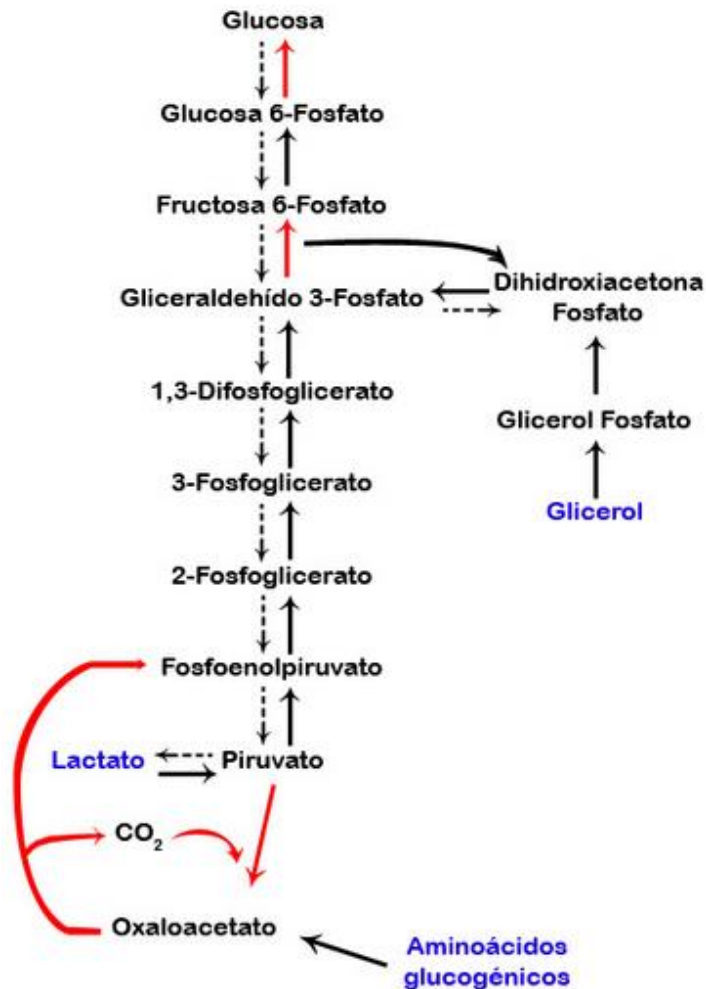 Glucosa
Glucosa 6-Fosfato
Fructosa 6-Fosfato
Gliceraldehído 3-Fosfato
Dihidroxiacetona
Fosfato
1,3-Difosfoglicerato
Glicerol Fosfato
3-Fosfoglicerato
Glicerol
2-Fosfoglicerato
Fosfoenolpiruvato
Lactato
Piruvato
CO₂
Oxaloacetato
Aminoácidos
glucogénicos